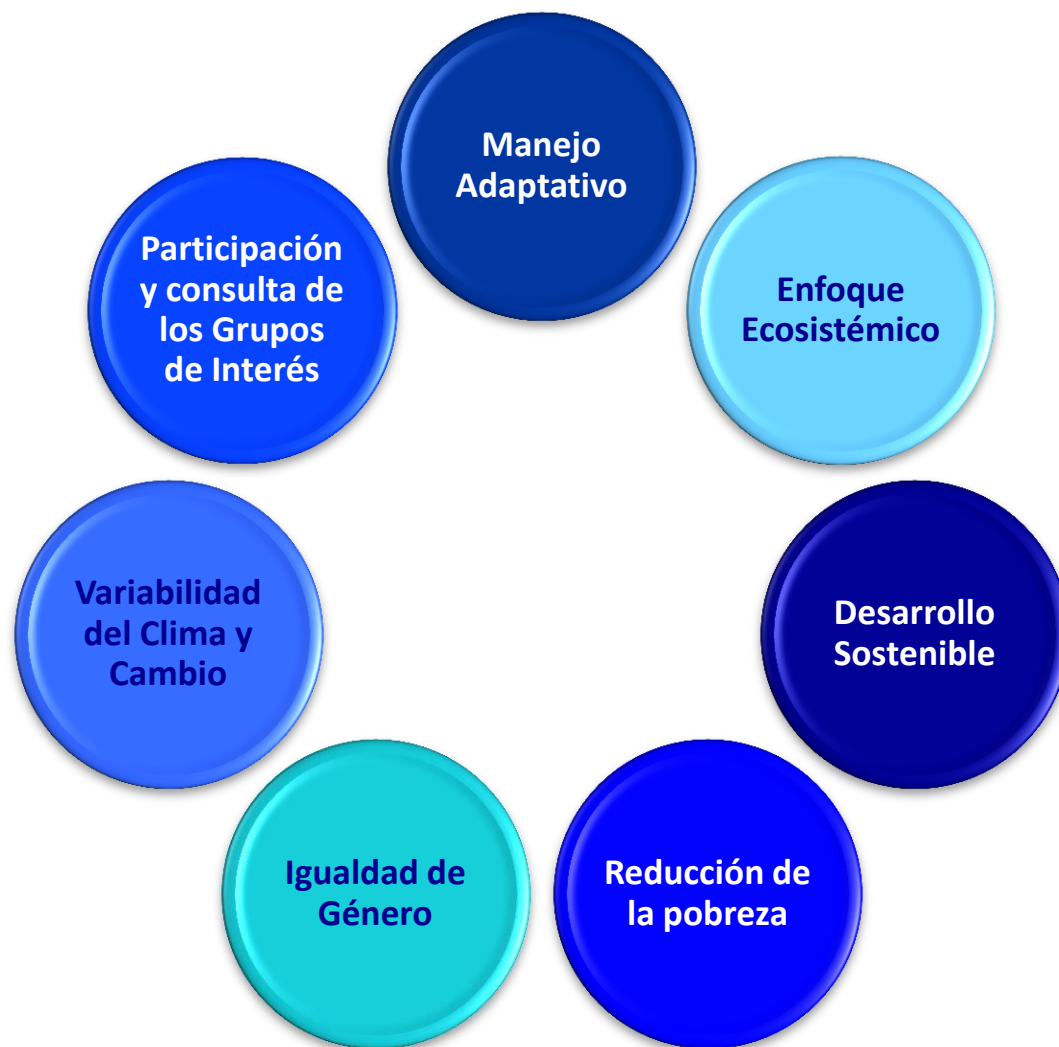 Manejo
Adaptativo
Enfoque
Ecosistémico
Desarrollo
Sostenible
Reducción de
la pobreza
Igualdad de
Género
Variabilidad
del Clima y
Cambio
Participación
y consulta de
los Grupos
de Interés